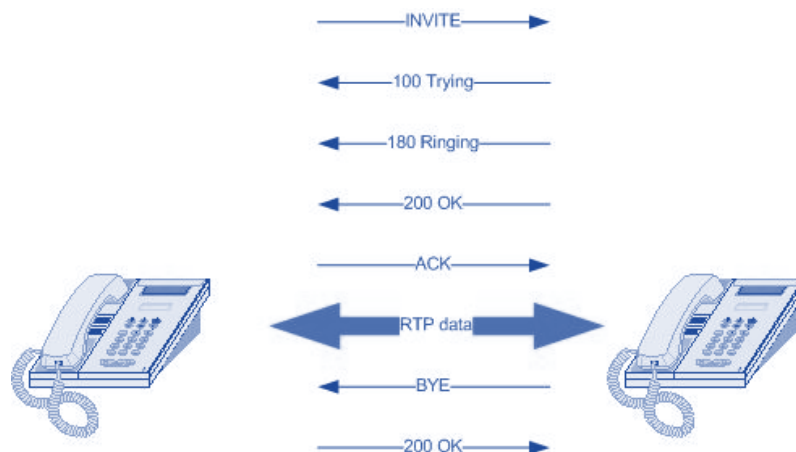 INVITE
100 Trying
180 Ringing
200 OK
ACK
RTP data
BYE
200 OK